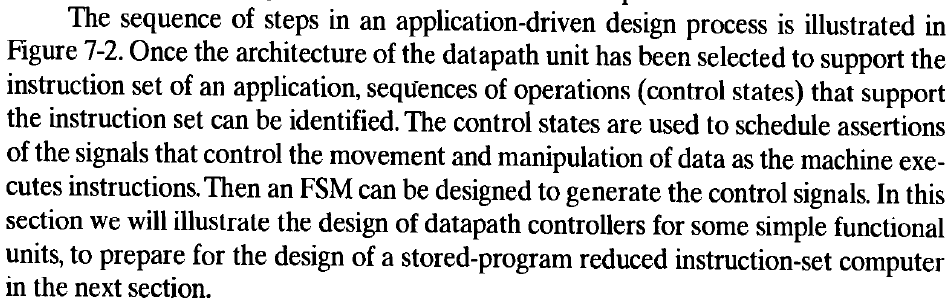 The sequence of steps in an application-driven design process is illustrated in
Figure 7-2. Once the architecture of the datapath unit has been selected to support the
instruction set of an application, sequences of operations (control states) that support
the instruction set can be identified. The control states are used to schedule assertions
of the signals that control the movement and manipulation of data as the machine exe-
cutes instructions. Then an FSM can be designed to generate the control signals. In this
section we will illustrate the design of datapath controllers for some simple functional
units, to prepare for the design of a stored-program reduced instruction-set computer
in the next section.